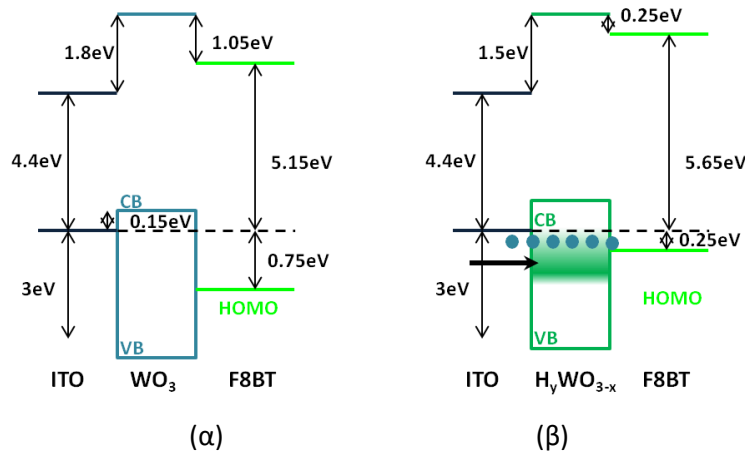 1.8eV
1.05eV
4.4eV
5.15eV
CB
0.15eV
0.75eV
3eV
HOMO
VB
ITO WO3 F8BT
(α)
0.25eV
1.5eV
4.4eV
5.65eV
CB
0.25eV
3eV
HOMO
VB
ITO HyWO3-x F8BT
(β)